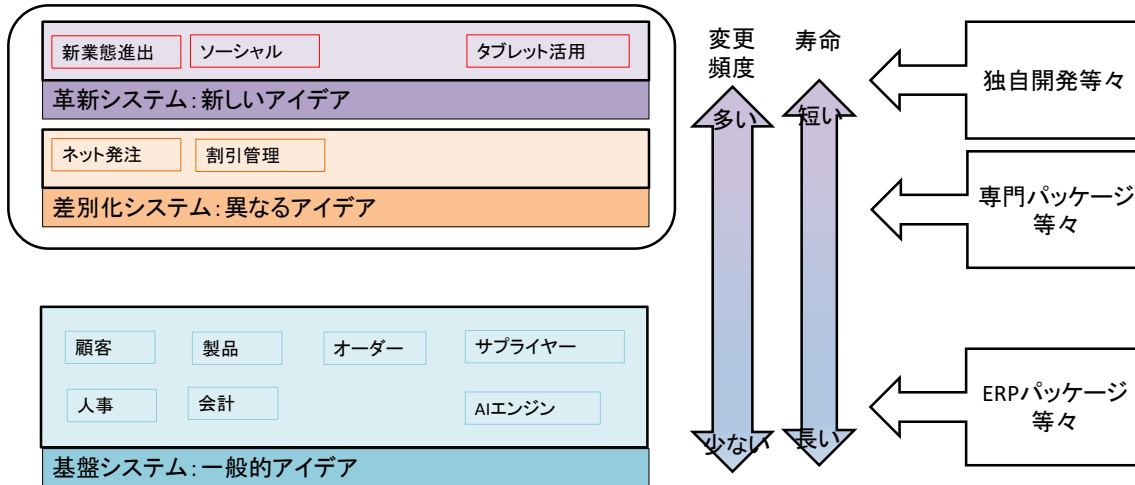 新業態進出
ソーシャル
タブレット活用
革新システム：新しいアイデア
ネット発注
割引管理
差別化システム：異なるアイデア
顧客
製品
オーダー
サプライヤー
人事
会計
AIエンジン
基盤システム：一般的アイデア
変更
頻度
寿命
多い
短い
少ない
長い
独自開発等々
専門パッケージ
等々
ERPパッケージ
等々